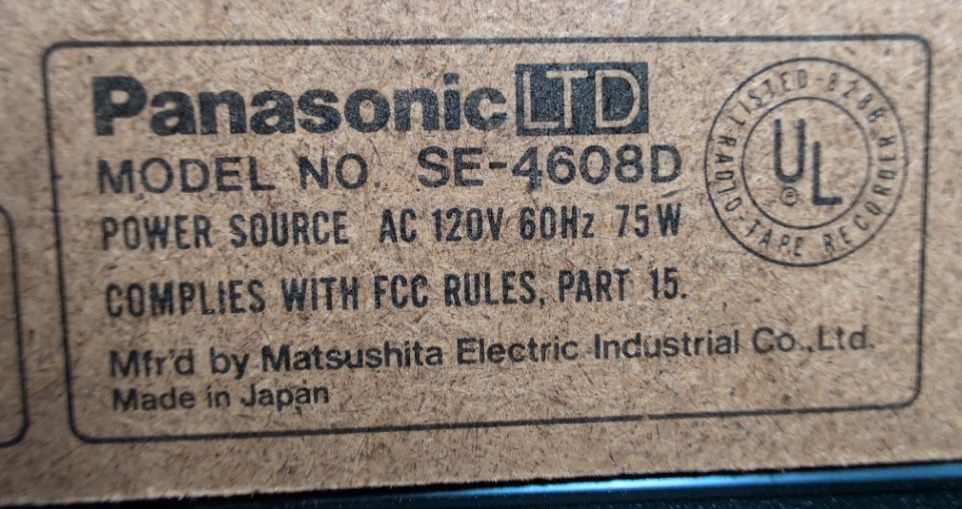 Panasonic LTD
MODEL NO SE-4608D
POWER SOURCE AC 120V 60Hz 75W
COMPLIES WITH FCC RULES, PART 15.
Mfr'd by Matsushita Electric Industrial Co.,Ltd.
Made in Japan
LISTED-828B
UL
©
RADIO-TAPE RECORDER